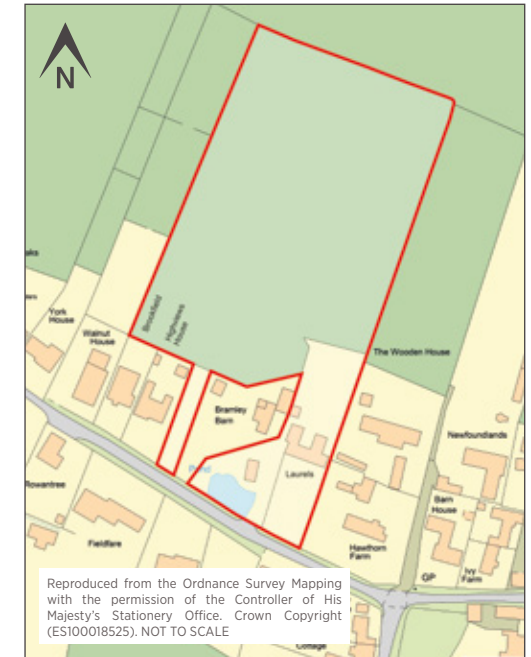 N
York
House
Walnut
House
Brookfield
Highviews
House
The Wooden House
Bramley
Barn
Newfoundlands
Pond
Laurels
Rowantree
Barn
House
Fieldfare
Hawthorn
Farm
GP
Ivy
Farm
Reproduced from the Ordnance Survey Mapping
with the permission of the Controller of His
Majesty's Stationery Office. Crown Copyright
(ES100018525). NOT TO SCALE
Cottage